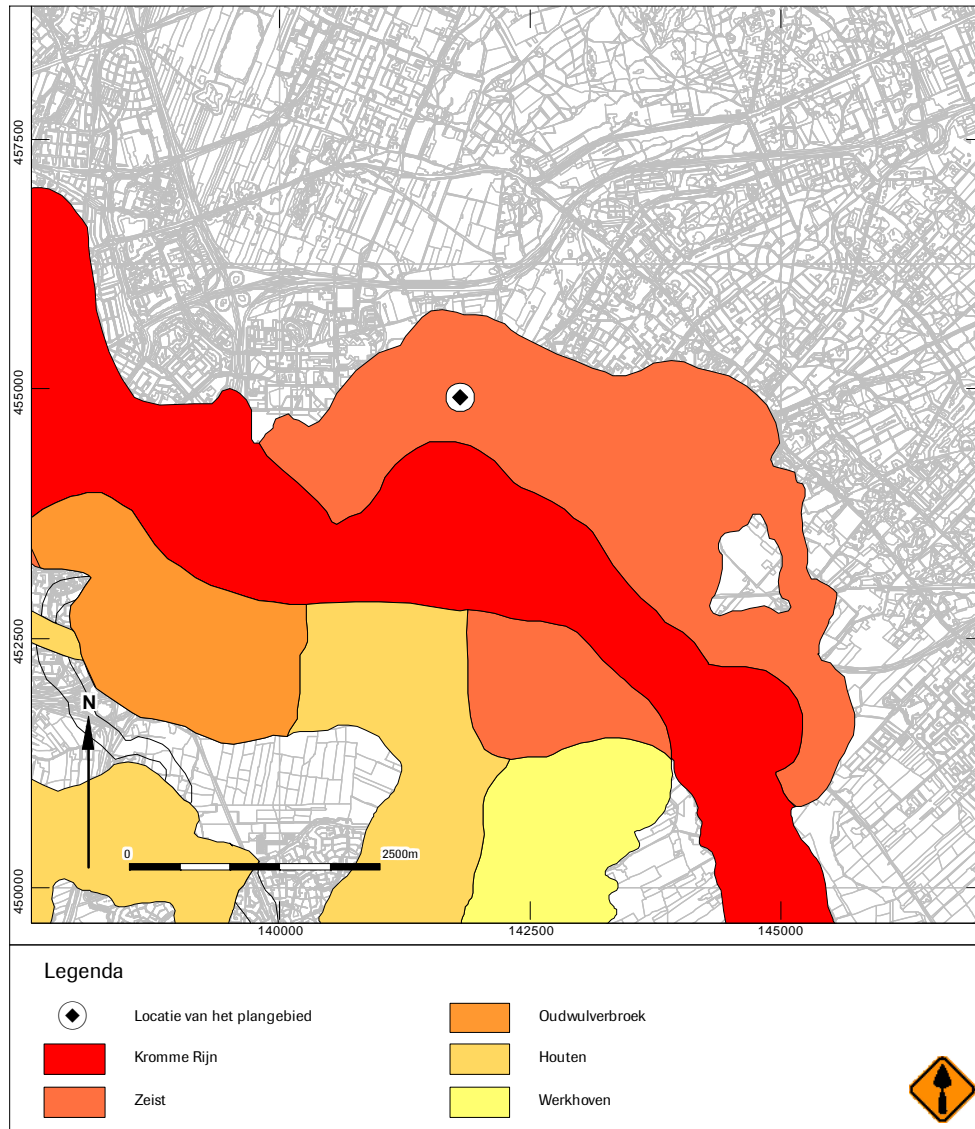 457500
455000
452500
450000
N
0 2500m
140000 142500 145000
Legenda
Locatie van het plangebied
Kromme Rijn
Zeist
Oudwulverbroek
Houten
Werkhoven